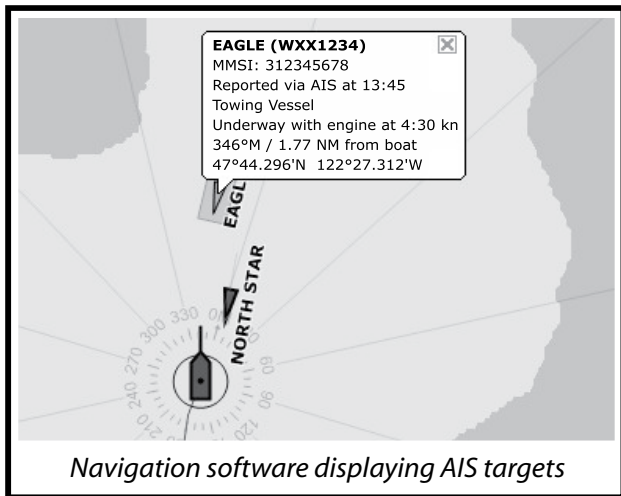 EAGLE (WXX1234)
MMSI: 312345678
Reported via AIS at 13:45
Towing Vessel
Underway with engine at 4:30 kn
346°M / 1.77 NM from boat
47°44.296'N 122°27.312'W
EAGL
NORTH STAR
300
330
60
270
240
90
210
120
Navigation software displaying AIS targets